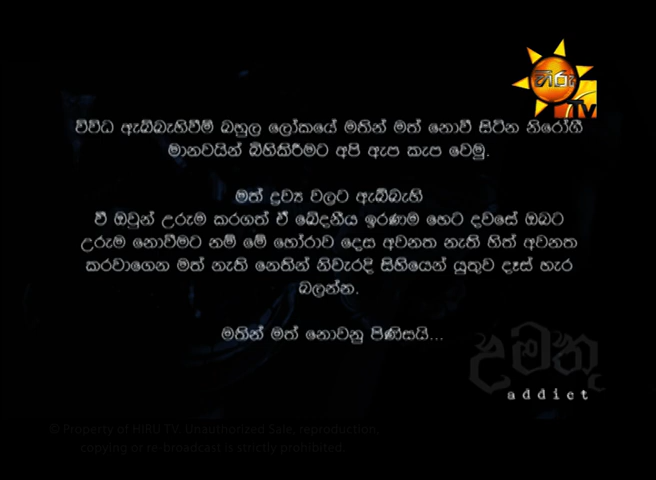 හිරු
TV
විවිධ ඇබ්බැහිවීම් බහුල ලෝකයේ මතින් මත් නොවී සිටින නිරෝගී
මානවයින් බිහිකිරීමට අපි ඇප කැප වෙමු.
මත් ද්‍රව්‍ය වලට ඇබ්බැහි
වී ඔවුන් උරුම කරගත් ඒ ඛේදනීය ඉරණම හෙට දවසේ ඔබට
උරුම නොවීමට නම් මේ හෝරාව දෙස අවනත නැති හිත් අවනත
කරවාගෙන මත් නැති නෙතින් නිවැරදි සිහියෙන් යුතුව දෑස් හැර
බලන්න.
මතින් මත් නොවනු පිණිසයි...
උමතු
addict
© Property of HIRU TV. Unauthorized Sale, reproduction,
copying or re-broadcast is strictly prohibited.